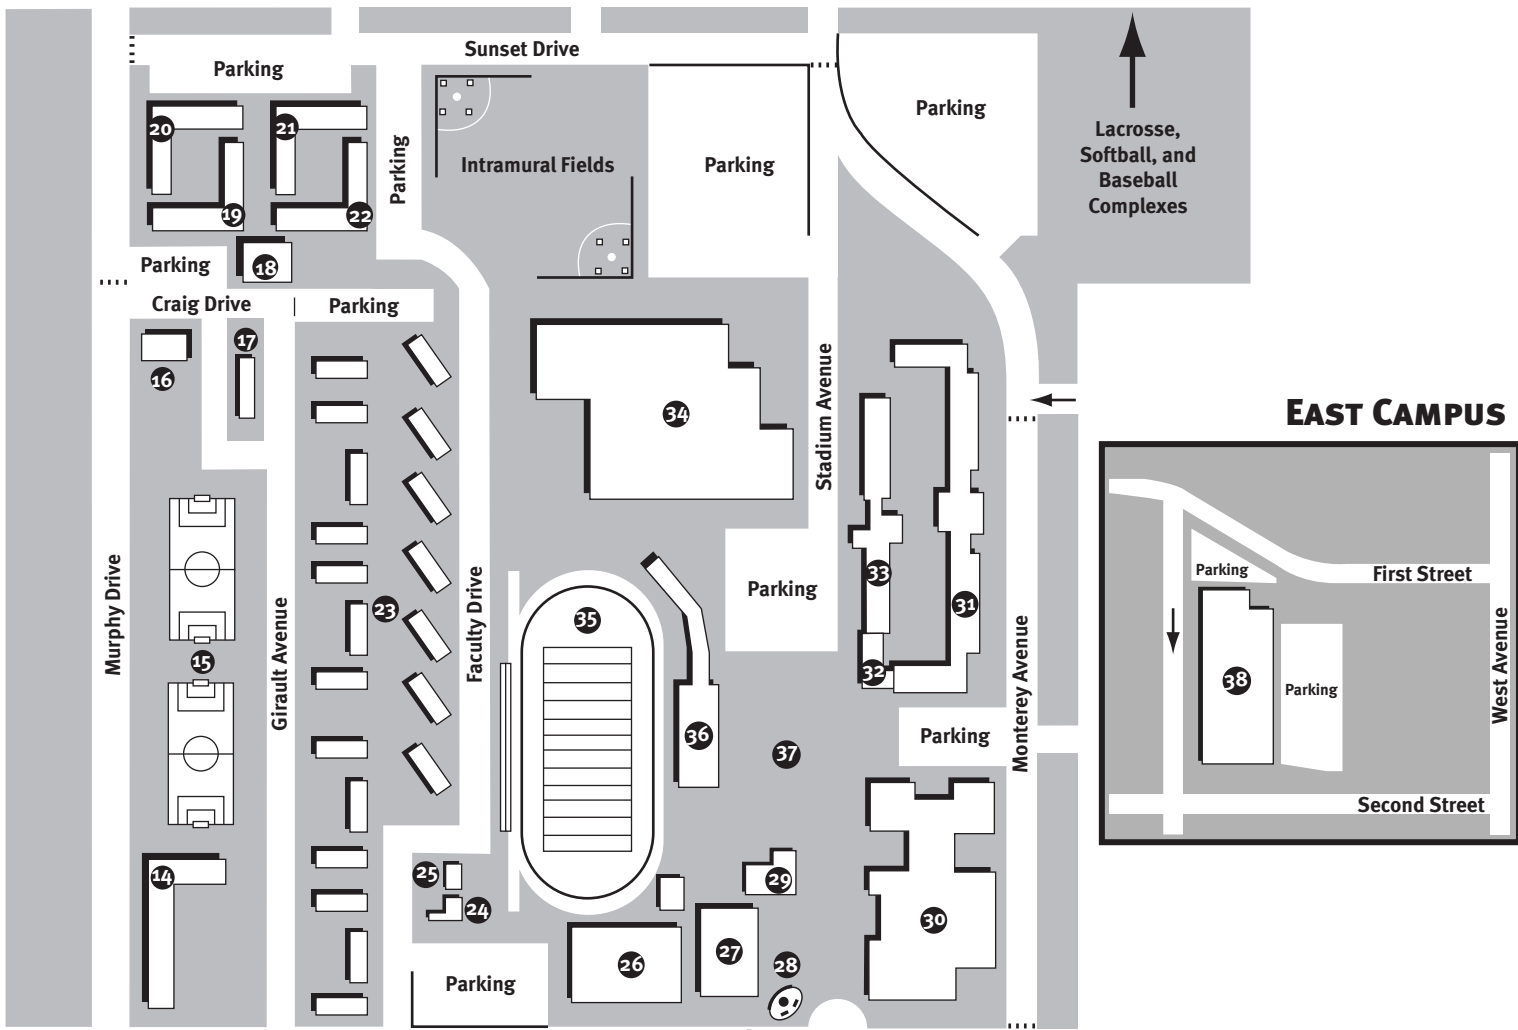 Sunset Drive
Parking
Parking
Parking
Parking
Lacrosse,
Softball, and
Baseball
Complexes
Intramural Fields
20
21
19
22
Parking
18
Craig Drive
Parking
17
16
34
Stadium Avenue
EAST CAMPUS
33
31
32
Parking
23
35
Murphy Drive
Girault Avenue
Faculty Drive
15
36
37
Parking
Monterey Avenue
Parking
First Street
38
Parking
West Avenue
Second Street
14
25
24
29
30
26
27
28
Parking